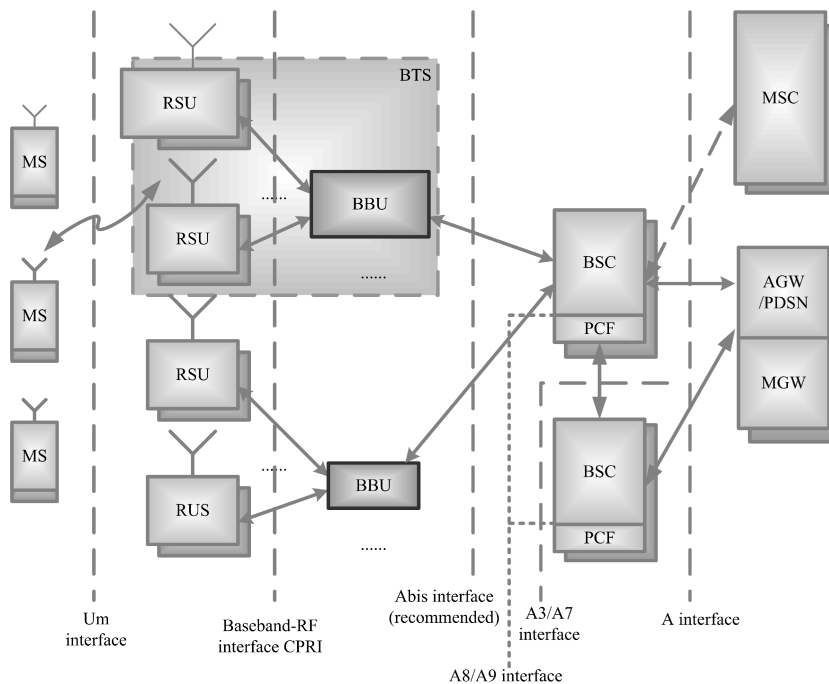 BTS
RSU
MSC
MS
......
BBU
RSU
BSC
......
AGW
/PDSN
MS
PCF
RSU
MGW
MS
......
BBU
BSC
RUS
PCF
......
Um
interface
Baseband-RF
interface CPRI
Abis interface
(recommended)
A3/A7
interface
A interface
A8/A9 interface